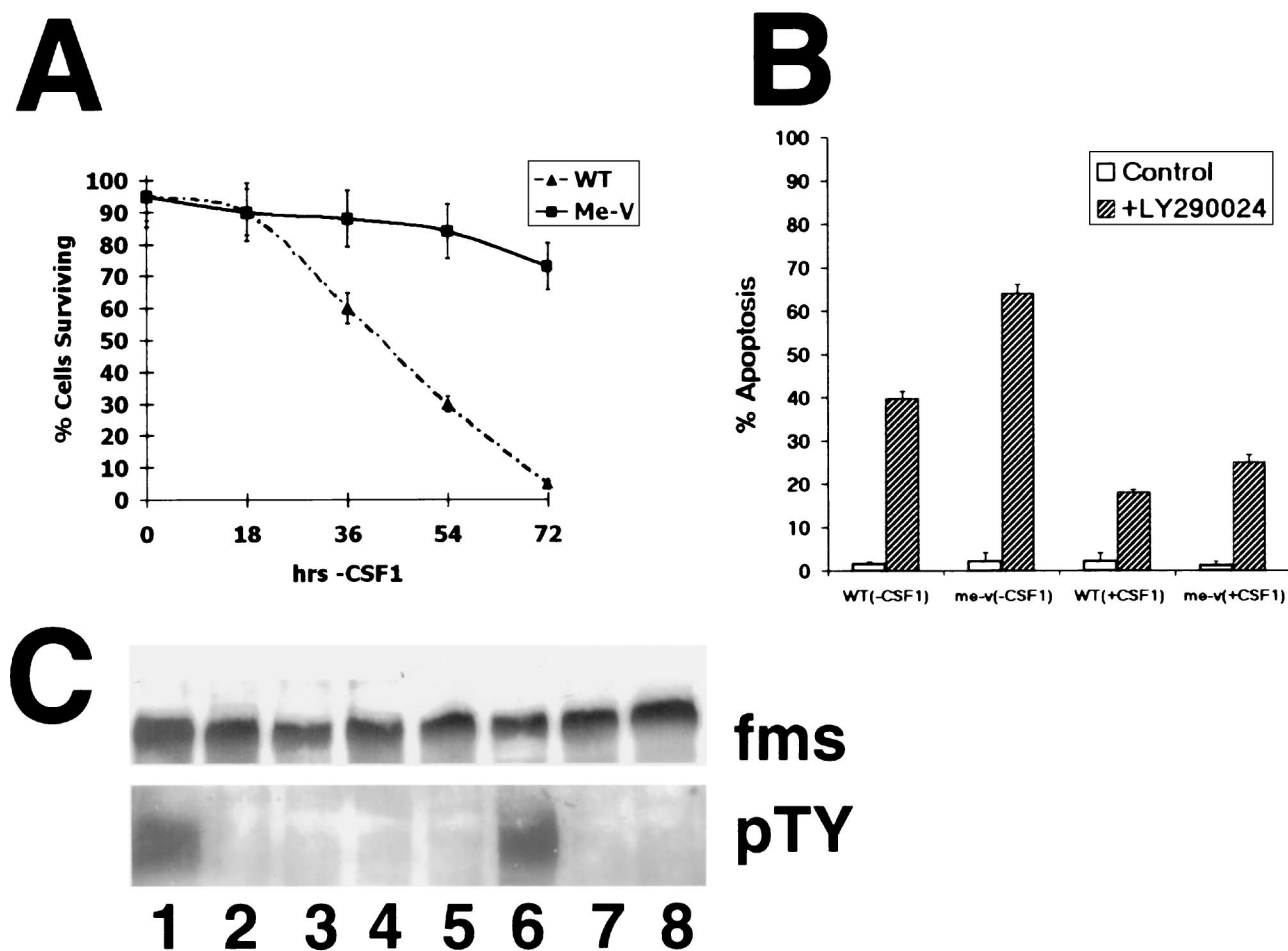 A
100
90
80
70
60
50
40
30
20
10
0
% Cells Surviving
0 18 36 54 72
hrs -CSF1
WT
Me-V
B
100
90
80
70
60
50
40
30
20
10
0
% Apoptosis
Control
+LY290024
WT(-CSF1) me-v(-CSF1) WT(+CSF1) me-v(+CSF1)
C
fms
pTY
1 2 3 4 5 6 7 8